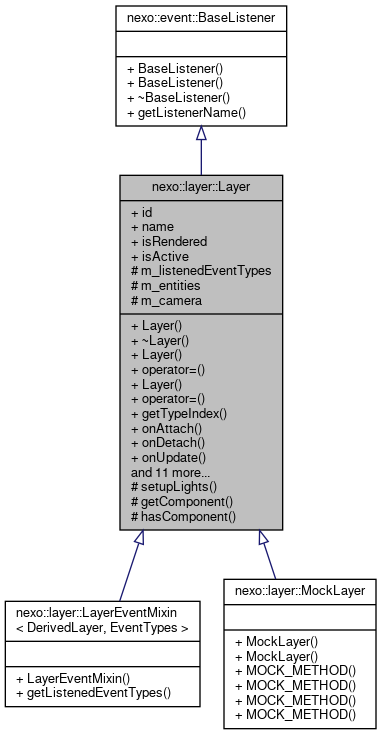 nexo::event::BaseListener
+ BaseListener()
+ BaseListener()
+ ~BaseListener()
+ getListenerName()
nexo::layer::Layer
+ id
+ name
+ isRendered
+ isActive
# m_listenedEventTypes
# m_entities
# m_camera
+ Layer()
+ ~Layer()
+ Layer()
+ operator=()
+ Layer()
+ operator=()
+ getTypeIndex()
+ onAttach()
+ onDetach()
+ onUpdate()
and 11 more...
# setupLights()
# getComponent()
# hasComponent()
nexo::layer::LayerEventMixin
< DerivedLayer, EventTypes >
+ LayerEventMixin()
+ getListenedEventTypes()
nexo::layer::MockLayer
+ MockLayer()
+ MockLayer()
+ MOCK_METHOD()
+ MOCK_METHOD()
+ MOCK_METHOD()
+ MOCK_METHOD()